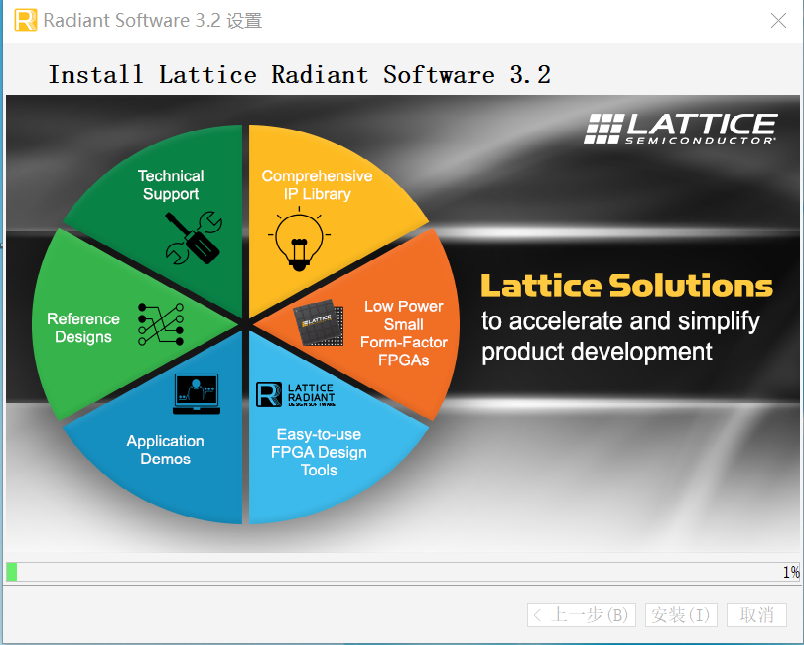 Radiant Software 3.2 设置
Install Lattice Radiant Software 3.2
LATTICE
SEMICONDUCTOR
Technical
Support
Comprehensive
IP Library
Reference
Designs
LATTICE
Low Power
Small
Form-Factor
FPGAs
Application
Demos
LATTICE
RADIANT
DESIGN SOFTWARE
Easy-to-use
FPGA Design
Tools
Lattice Solutions
to accelerate and simplify
product development
1%
< 上一步(B)
安装(I)
取消